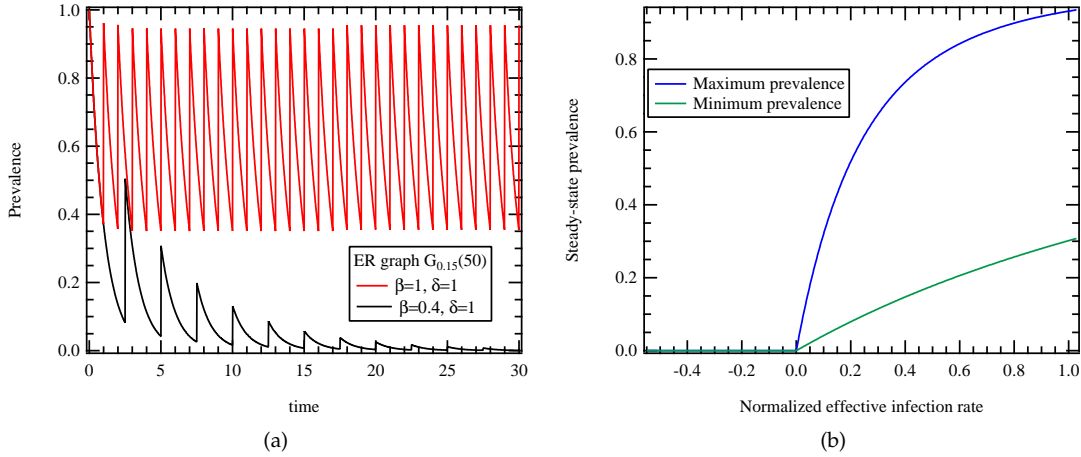 1.0
0.8
0.6
0.4
0.2
0.0
Prevalence
0
5
10
15
20
25
30
time
ER graph G0.15(50)
β=1, δ=1
β=0.4, δ=1
(a)
0.8
0.6
0.4
0.2
0.0
Steady-state prevalence
-0.4
-0.2
0.0
0.2
0.4
0.6
0.8
1.0
Normalized effective infection rate
Maximum prevalence
Minimum prevalence
(b)